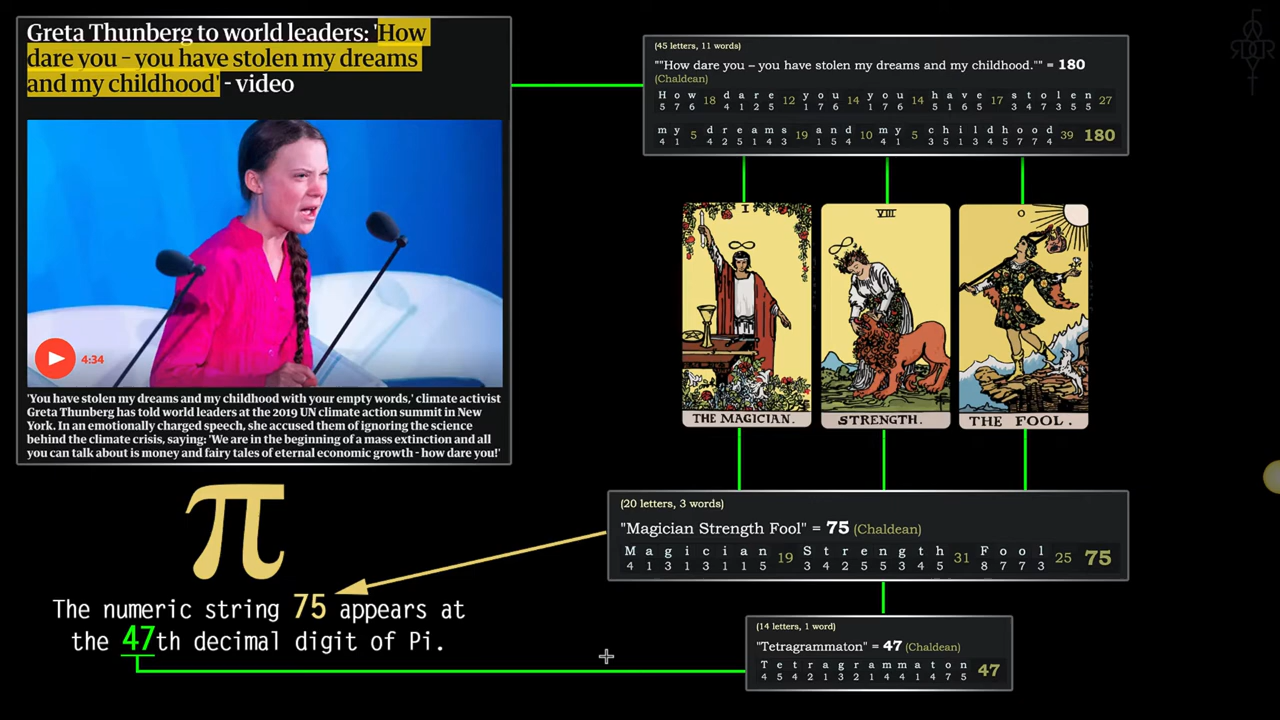 Greta Thunberg to world leaders: 'How
dare you – you have stolen my dreams
and my childhood' - video
4:34
'You have stolen my dreams and my childhood with your empty words,' climate activist
Greta Thunberg has told world leaders at the 2019 UN climate action summit in New
York. In an emotionally charged speech, she accused them of ignoring the science
behind the climate crisis, saying: 'We are in the beginning of a mass extinction and all
you can talk about is money and fairy tales of eternal economic growth - how dare you!'
(45 letters, 11 words)
""How dare you – you have stolen my dreams and my childhood."" = 180
(Chaldean)
H o w d a r e y o u y o u h a v e s t o l e n
5 7 6 18 4 1 2 5 12 1 7 6 14 1 7 6 14 5 1 6 5 17 3 4 7 3 5 5 27
m y d r e a m s a n d m y c h i l d h o o d
4 1 5 4 2 5 1 4 3 19 1 5 4 10 4 1 5 3 5 1 3 4 5 7 7 4 39 180
I
THE MAGICIAN.
VIII
STRENGTH.
0
THE FOOL.
(20 letters, 3 words)
"Magician Strength Fool" = 75 (Chaldean)
M a g i c i a n S t r e n g t h F o o l
4 1 3 1 3 1 1 5 19 3 4 2 5 5 3 4 5 31 8 7 7 3 25 75
π
The numeric string 75 appears at
the 47th decimal digit of Pi.
(14 letters, 1 word)
"Tetragrammaton" = 47 (Chaldean)
T e t r a g r a m m a t o n
4 5 4 2 1 3 2 1 4 4 1 4 7 5 47